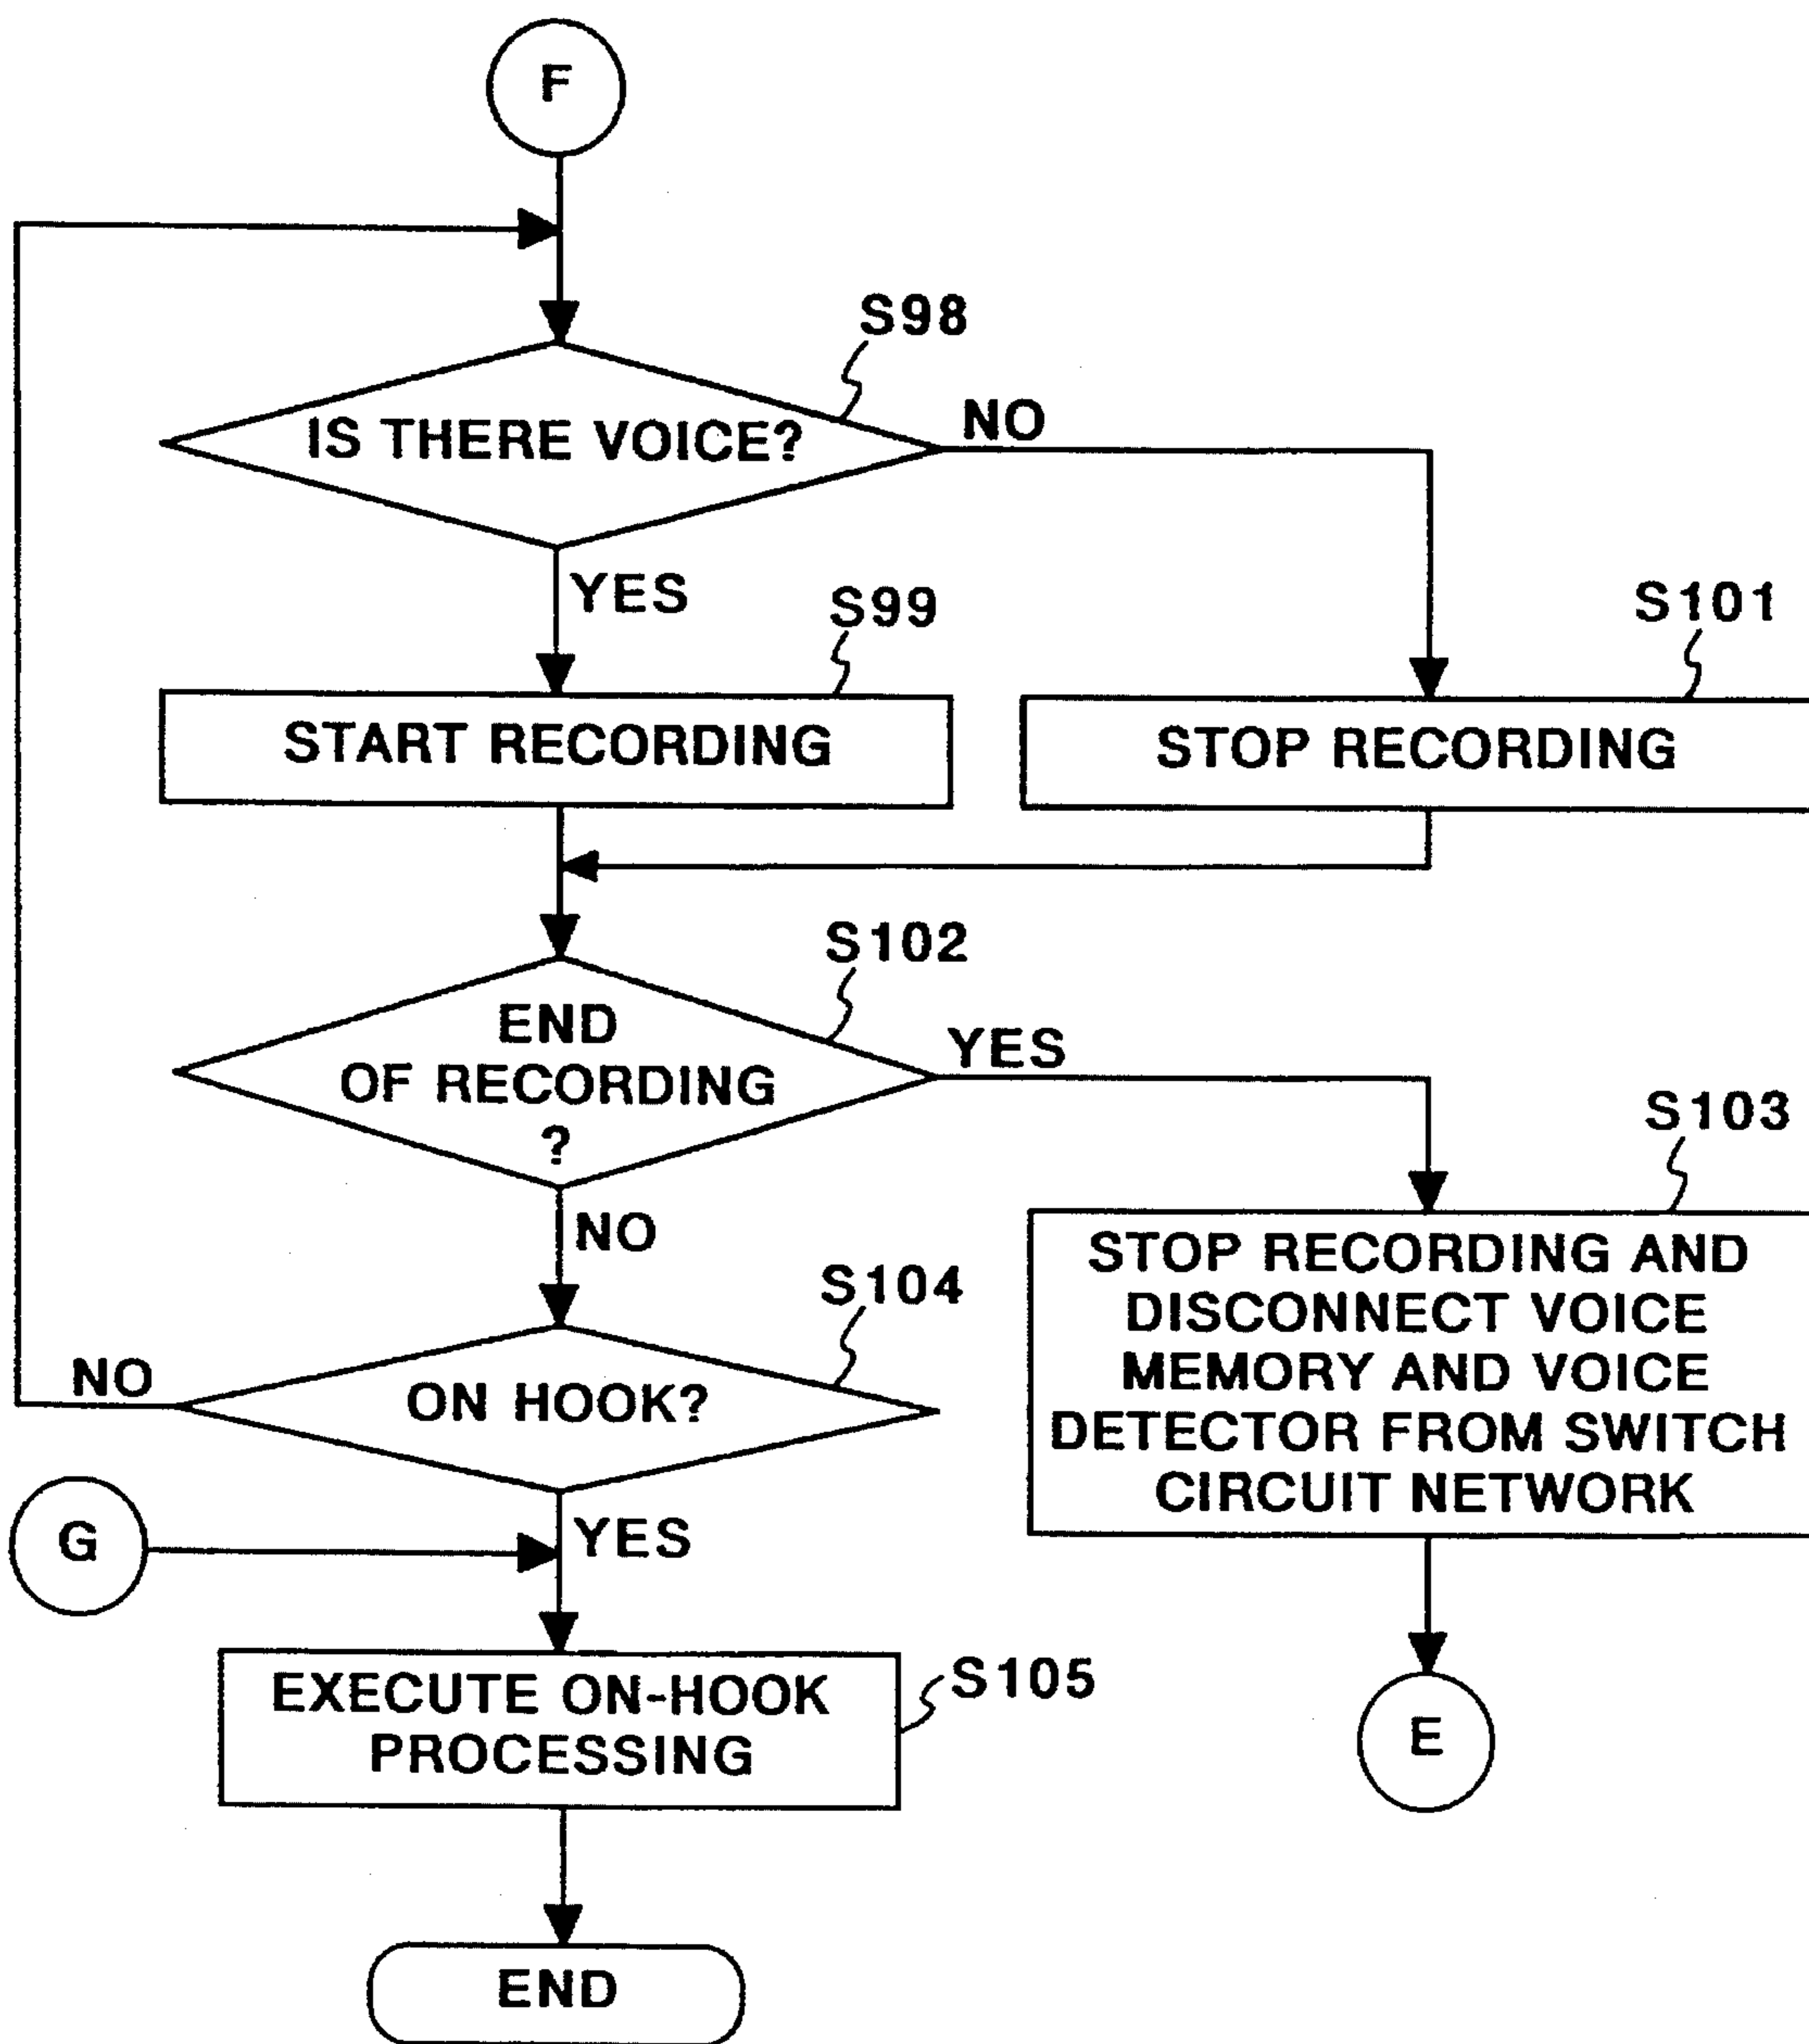 F
S98
IS THERE VOICE?
NO
YES
S99
S101
START RECORDING
STOP RECORDING
S102
END
OF RECORDING
?
YES
S103
NO
STOP RECORDING AND
DISCONNECT VOICE
MEMORY AND VOICE
DETECTOR FROM SWITCH
CIRCUIT NETWORK
S104
NO
ON HOOK?
G
YES
EXECUTE ON-HOOK
PROCESSING
S105
E
END